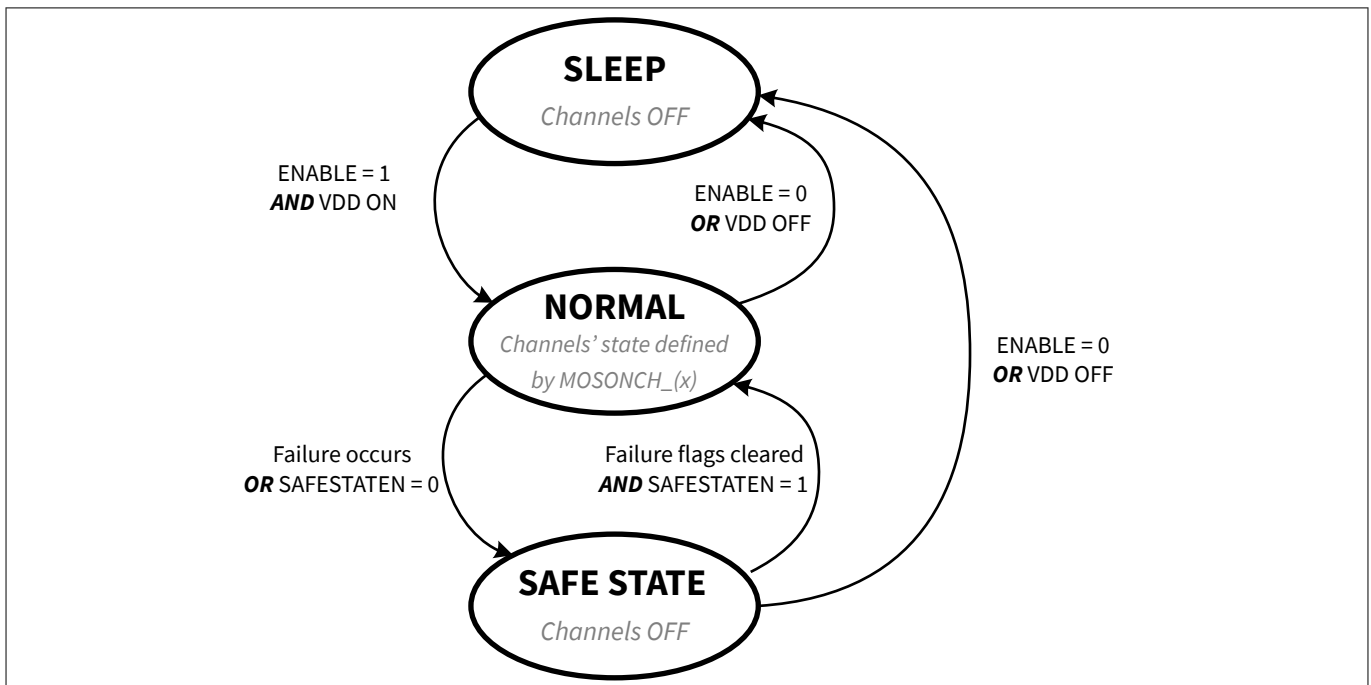 SLEEP
Channels OFF
ENABLE = 1
AND VDD ON
ENABLE = 0
OR VDD OFF
NORMAL
Channels’ state defined
by MOSONCH_(x)
ENABLE = 0
OR VDD OFF
Failure occurs
OR SAFESTATEN = 0
Failure flags cleared
AND SAFESTATEN = 1
SAFE STATE
Channels OFF